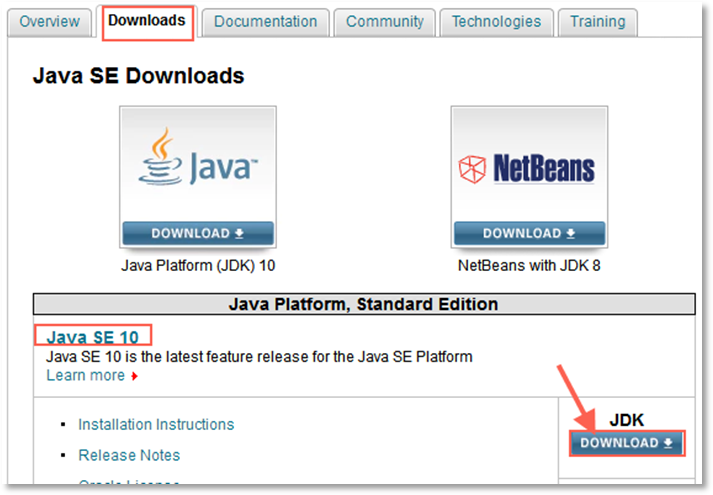 Overview Downloads Documentation Community Technologies Training
Java SE Downloads
Java™ NetBeans
DOWNLOAD DOWNLOAD
Java Platform (JDK) 10 NetBeans with JDK 8
Java Platform, Standard Edition
Java SE 10
Java SE 10 is the latest feature release for the Java SE Platform
Learn more
JDK
Installation Instructions
DOWNLOAD
Release Notes
Oracle License